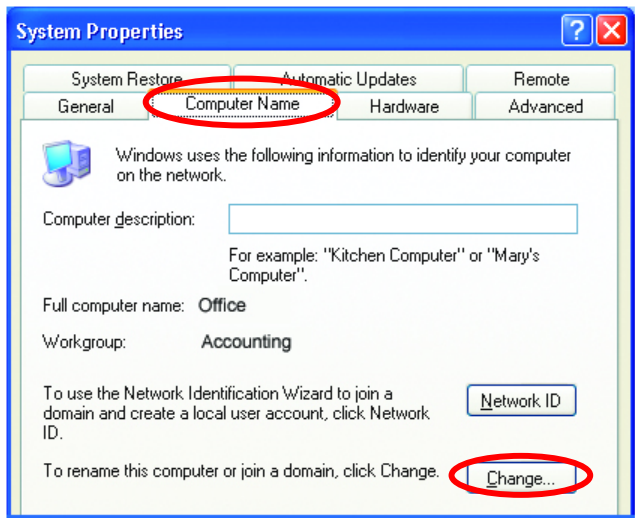 System Properties
System Restore Automatic Updates Remote
General Computer Name Hardware Advanced
Windows uses the following information to identify your computer
on the network.
Computer description:
For example: "Kitchen Computer" or "Mary's
Computer".
Full computer name: Office
Workgroup: Accounting
To use the Network Identification Wizard to join a
domain and create a local user account, click Network
ID.
Network ID
To rename this computer or join a domain, click Change.
Change...